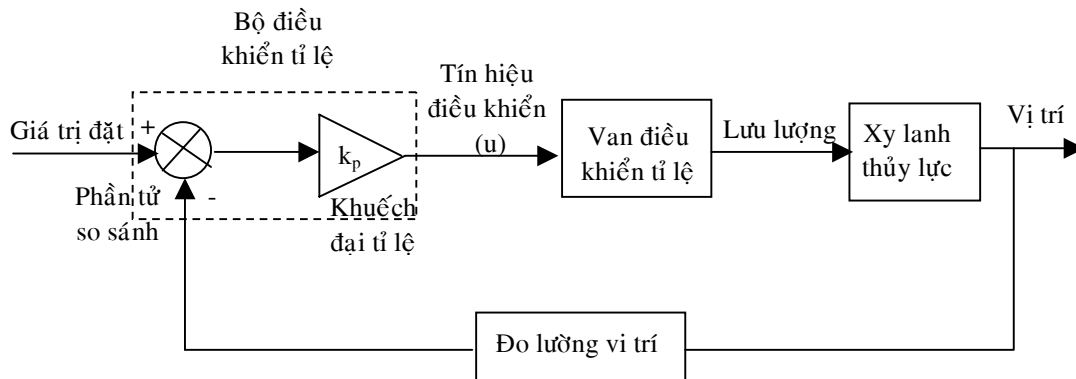 Bộ điều
khiển tỉ lệ
Tín hiệu
điều khiển
(u)
Giá trị đặt
+
k_p
Van điều
khiển tỉ lệ
Lưu lượng
Xy lanh
thủy lực
Vị trí
Phần tử
so sánh
-
Khuếch
đại tỉ lệ
Đo lường vi trí